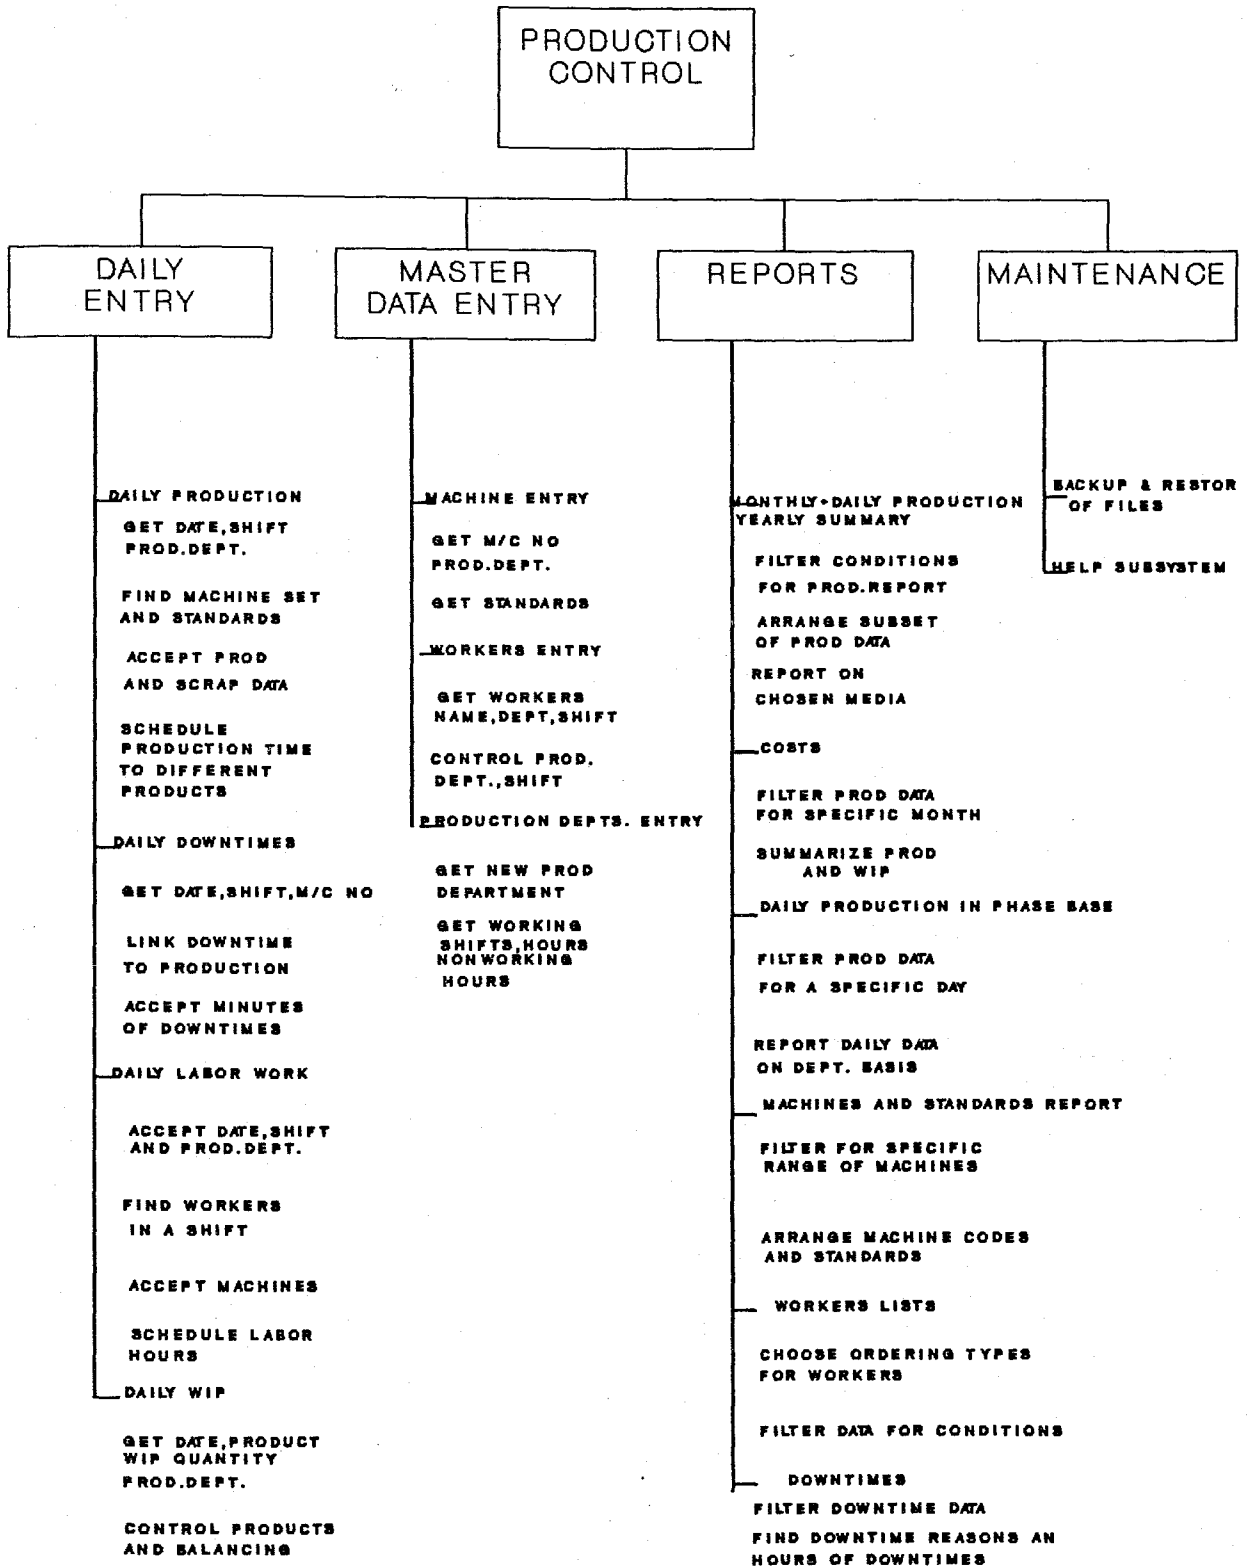 PRODUCTION
CONTROL
DAILY
ENTRY
MASTER
DATA ENTRY
REPORTS
MAINTENANCE
DAILY PRODUCTION
GET DATE,SHIFT
PROD.DEPT.
FIND MACHINE SET
AND STANDARDS
ACCEPT PROD
AND SCRAP DATA
SCHEDULE
PRODUCTION TIME
TO DIFFERENT
PRODUCTS
DAILY DOWNTIMES
GET DATE,SHIFT,M/C NO
LINK DOWNTIME
TO PRODUCTION
ACCEPT MINUTES
OF DOWNTIMES
DAILY LABOR WORK
ACCEPT DATE,SHIFT
AND PROD.DEPT.
FIND WORKERS
IN A SHIFT
ACCEPT MACHINES
SCHEDULE LABOR
HOURS
DAILY WIP
GET DATE,PRODUCT
WIP QUANTITY
PROD.DEPT.
CONTROL PRODUCTS
AND BALANCING
MACHINE ENTRY
GET M/C NO
PROD.DEPT.
GET STANDARDS
WORKERS ENTRY
GET WORKERS
NAME,DEPT,SHIFT
CONTROL PROD.
DEPT.,SHIFT
PRODUCTION DEPTS. ENTRY
GET NEW PROD
DEPARTMENT
GET WORKING
SHIFTS,HOURS
NONWORKING
HOURS
MONTHLY+DAILY PRODUCTION
YEARLY SUMMARY
FILTER CONDITIONS
FOR PROD.REPORT
ARRANGE SUBSET
OF PROD DATA
REPORT ON
CHOSEN MEDIA
COSTS
FILTER PROD DATA
FOR SPECIFIC MONTH
SUMMARIZE PROD
AND WIP
DAILY PRODUCTION IN PHASE BASE
FILTER PROD DATA
FOR A SPECIFIC DAY
REPORT DAILY DATA
ON DEPT. BASIS
MACHINES AND STANDARDS REPORT
FILTER FOR SPECIFIC
RANGE OF MACHINES
ARRANGE MACHINE CODES
AND STANDARDS
WORKERS LISTS
CHOOSE ORDERING TYPES
FOR WORKERS
FILTER DATA FOR CONDITIONS
DOWNTIMES
FILTER DOWNTIME DATA
FIND DOWNTIME REASONS AN
HOURS OF DOWNTIMES
BACKUP & RESTOR
OF FILES
HELP SUBSYSTEM